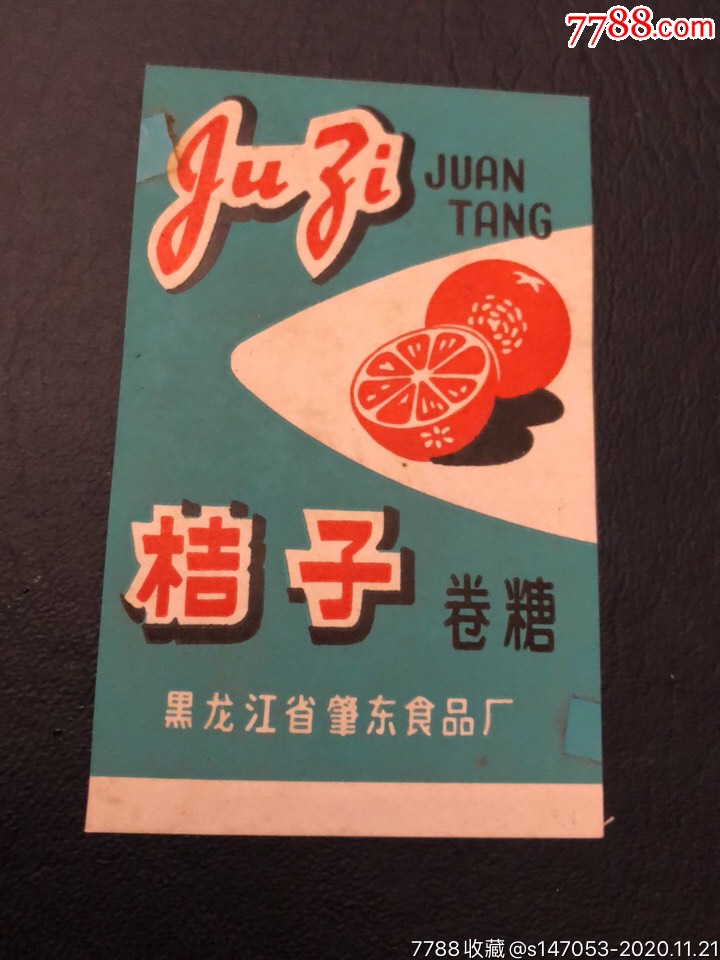 7788.com
Ju Zi JUAN
TANG
桔子
卷糖
黑龙江省肇东食品厂
7788收藏@s147053-2020.11.21